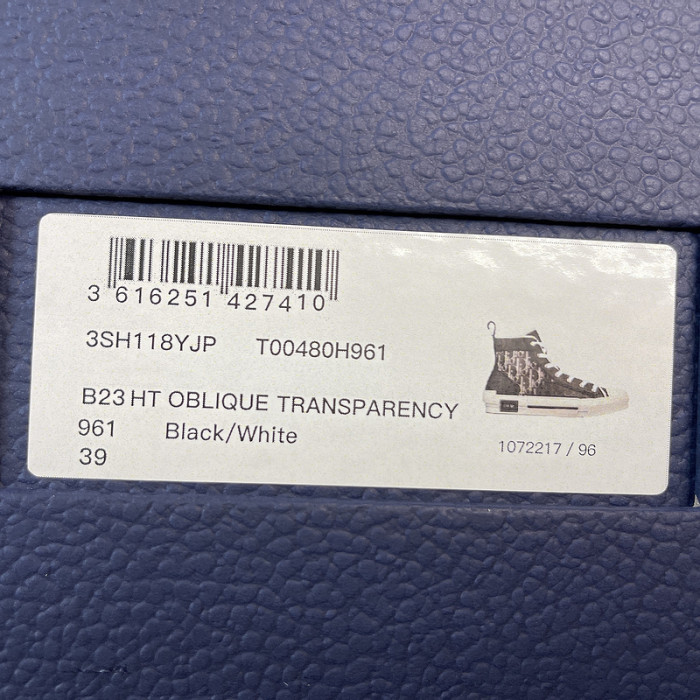 3 616251 427410
3SH118YJP T00480H961
B23 HT OBLIQUE TRANSPARENCY
961 Black/White
39
1072217 / 96